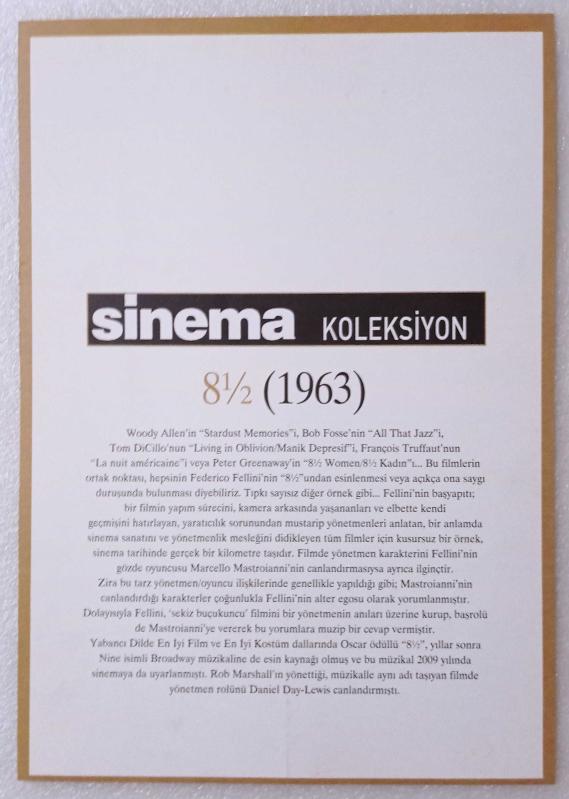 sinema KOLEKSİYON
8½ (1963)
Woody Allen'in “Stardust Memories”i, Bob Fosse'nin “All That Jazz”i,
Tom DiCillo'nun “Living in Oblivion/Manik Depresif”i, François Truffaut'nun
“La nuit américaine”i veya Peter Greenaway'in “8½ Women/8½ Kadın”ı... Bu filmlerin
ortak noktası, hepsinin Federico Fellini'nin “8½”undan esinlenmesi veya açıkça ona saygı
duruşunda bulunması diyebiliriz. Tıpkı sayısız diğer örnek gibi... Fellini'nin başyapıtı;
bir filmin yapım sürecini, kamera arkasında yaşananları ve elbette kendi
geçmişini hatırlayan, yaratıcılık sorunundan mustarip yönetmenleri anlatan, bir anlamda
sinema sanatını ve yönetmenlik mesleğini didikleyen tüm filmler için kusursuz bir örnek,
sinema tarihinde gerçek bir kilometre taşıdır. Filmde yönetmen karakterini Fellini'nin
gözde oyuncusu Marcello Mastroianni'nin canlandırmasıysa ayrıca ilginçtir.
Zira bu tarz yönetmen/oyuncu ilişkilerinde genellikle yapıldığı gibi; Mastroianni'nin
canlandırdığı karakterler çoğunlukla Fellini'nin alter egosu olarak yorumlanmıştır.
Dolayısıyla Fellini, ‘sekiz buçukuncu’ filmini bir yönetmenin anıları üzerine kurup, başrolü
de Mastroianni'ye vererek bu yorumlara muzip bir cevap vermiştir.
Yabancı Dilde En İyi Film ve En İyi Kostüm dallarında Oscar ödüllü “8½”, yıllar sonra
Nine isimli Broadway müzikaline de esin kaynağı olmuş ve bu müzikal 2009 yılında
sinemaya da uyarlanmıştı. Rob Marshall'ın yönettiği, müzikalle aynı adı taşıyan filmde
yönetmen rolünü Daniel Day-Lewis canlandırmıştı.